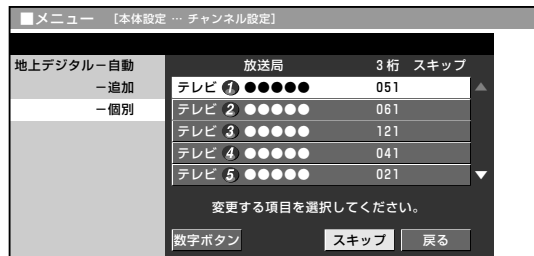 ■メニュー [本体設定 … チャンネル設定]
地上デジタル－自動 放送局 3桁 スキップ
－追加 テレビ 1 ●●●●● 051 ▲
－個別 テレビ 2 ●●●●● 061
テレビ 3 ●●●●● 121
テレビ 4 ●●●●● 041
テレビ 5 ●●●●● 021 ▼
変更する項目を選択してください。
数字ボタン スキップ 戻る